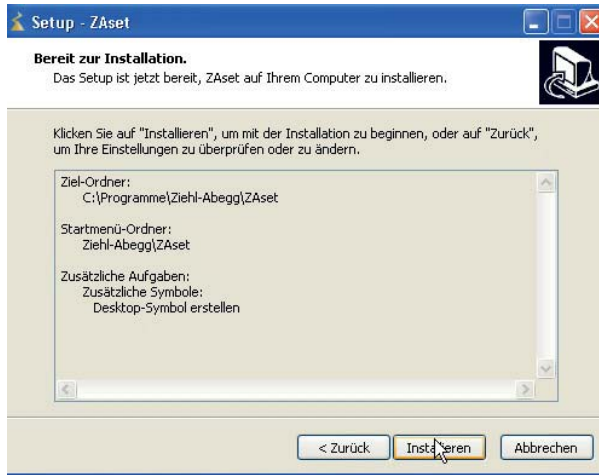 Setup - ZAset
Bereit zur Installation.
Das Setup ist jetzt bereit, ZAset auf Ihrem Computer zu installieren.
Klicken Sie auf "Installieren", um mit der Installation zu beginnen, oder auf "Zurück",
um Ihre Einstellungen zu überprüfen oder zu ändern.
Ziel-Ordner:
C:\Programme\Ziehl-Abegg\ZAset
Startmenü-Ordner:
Ziehl-Abegg\ZAset
Zusätzliche Aufgaben:
Zusätzliche Symbole:
Desktop-Symbol erstellen
< Zurück
Installieren
Abbrechen